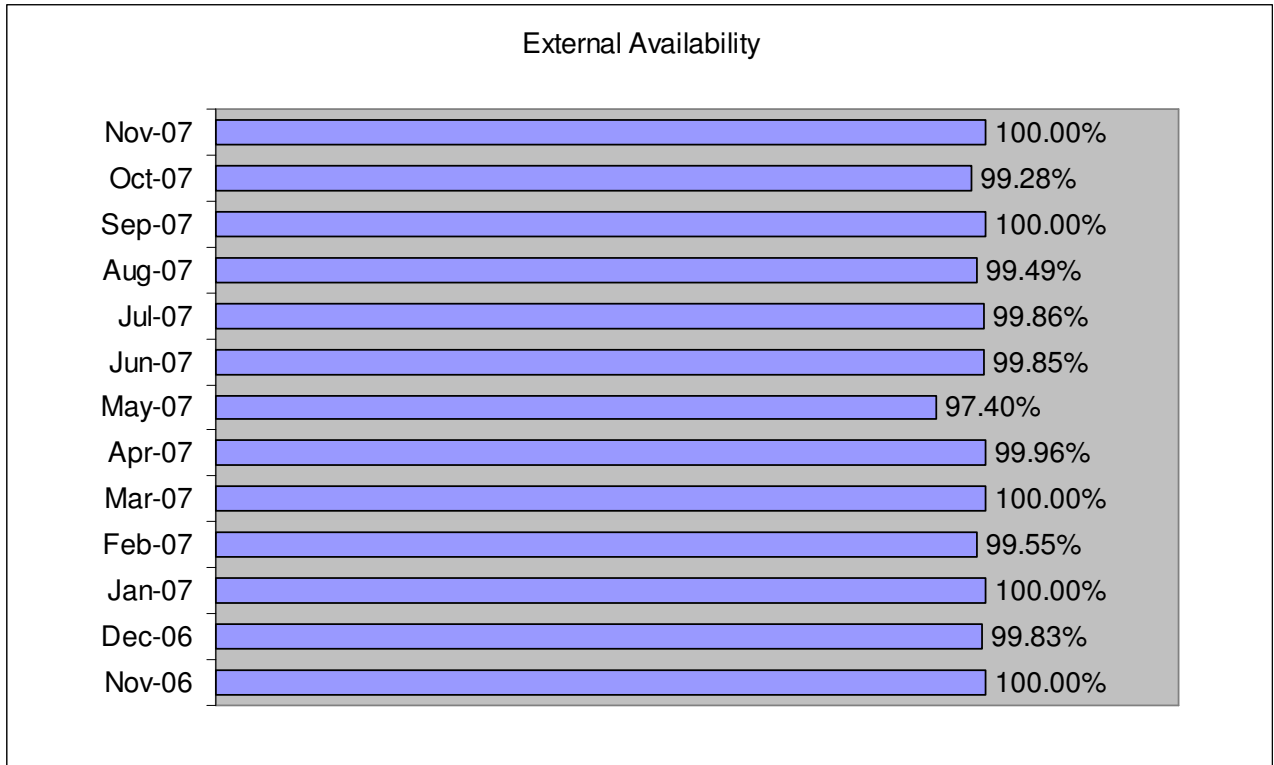 External Availability
Nov-07 100.00%
Oct-07 99.28%
Sep-07 100.00%
Aug-07 99.49%
Jul-07 99.86%
Jun-07 99.85%
May-07 97.40%
Apr-07 99.96%
Mar-07 100.00%
Feb-07 99.55%
Jan-07 100.00%
Dec-06 99.83%
Nov-06 100.00%